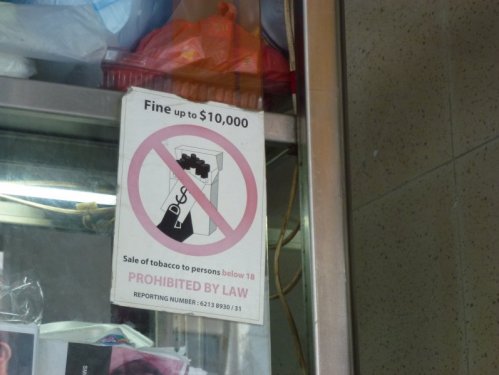 Fine up to $10,000
Sale of tobacco to persons below 18
PROHIBITED BY LAW
REPORTING NUMBER : 6213 8930 / 31